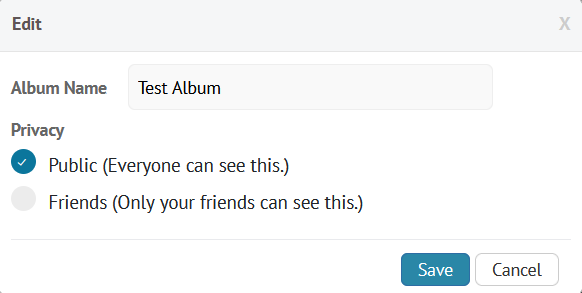 Edit X
Album Name Test Album
Privacy
Public (Everyone can see this.)
Friends (Only your friends can see this.)
Save Cancel